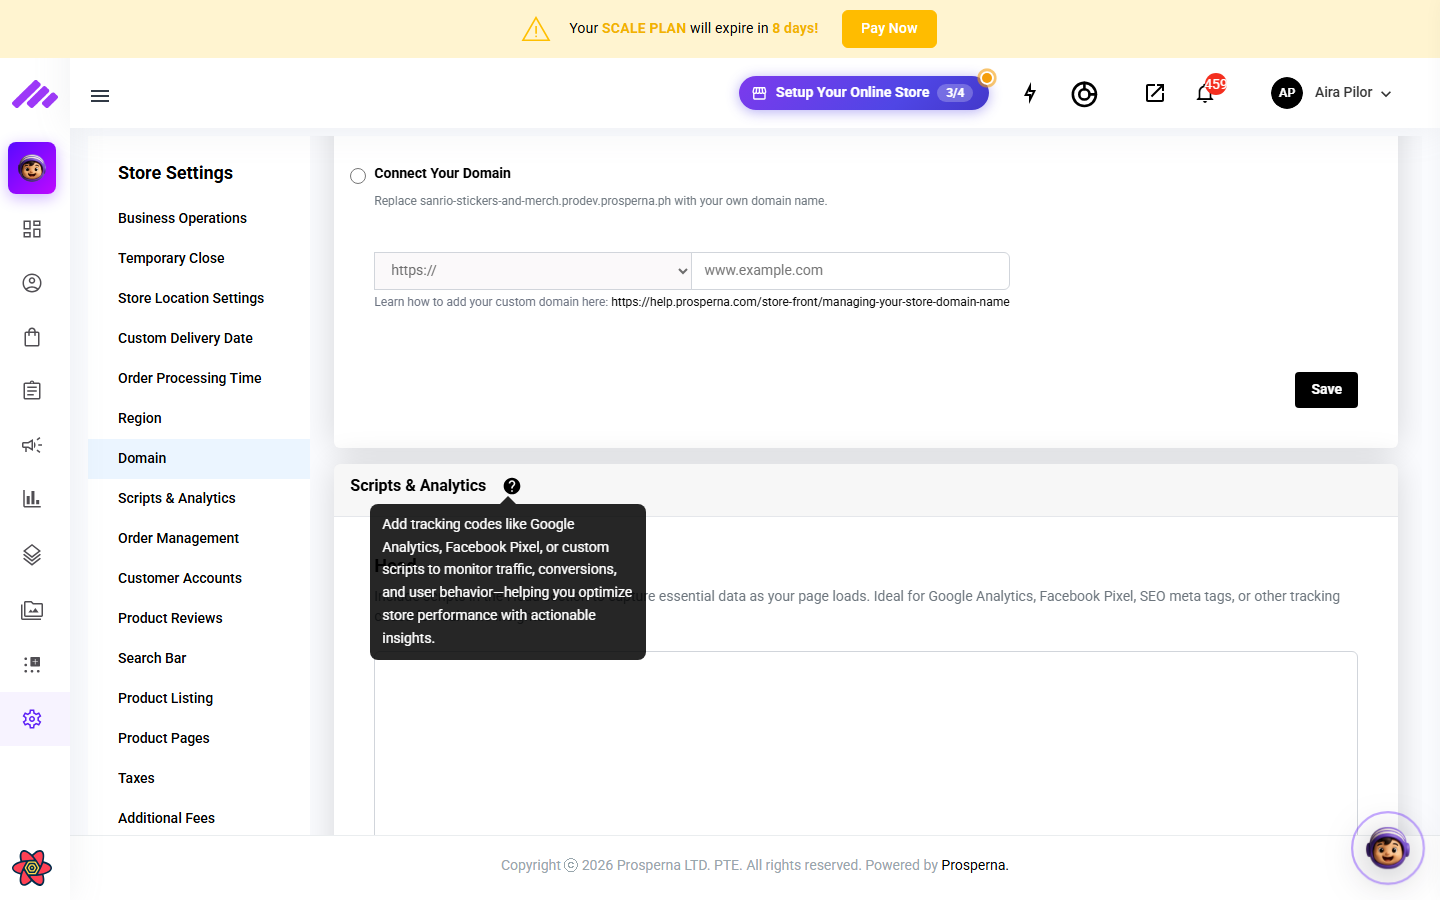 Your SCALE PLAN will expire in 8 days!
Pay Now
Setup Your Online Store 3/4
459
AP
Aira Pilor
Store Settings
Business Operations
Temporary Close
Store Location Settings
Custom Delivery Date
Order Processing Time
Region
Domain
Scripts & Analytics
Order Management
Customer Accounts
Product Reviews
Search Bar
Product Listing
Product Pages
Taxes
Additional Fees
Connect Your Domain
Replace sanrio-stickers-and-merch.prodev.prosperna.ph with your own domain name.
https://
www.example.com
Learn how to add your custom domain here: https://help.prosperna.com/store-front/managing-your-store-domain-name
Save
Scripts & Analytics
Add tracking codes like Google
Analytics, Facebook Pixel, or custom
scripts to monitor traffic, conversions,
and user behavior—helping you optimize
store performance with actionable
insights.
essential data as your page loads. Ideal for Google Analytics, Facebook Pixel, SEO meta tags, or other tracking
Copyright © 2026 Prosperna LTD. PTE. All rights reserved. Powered by Prosperna.